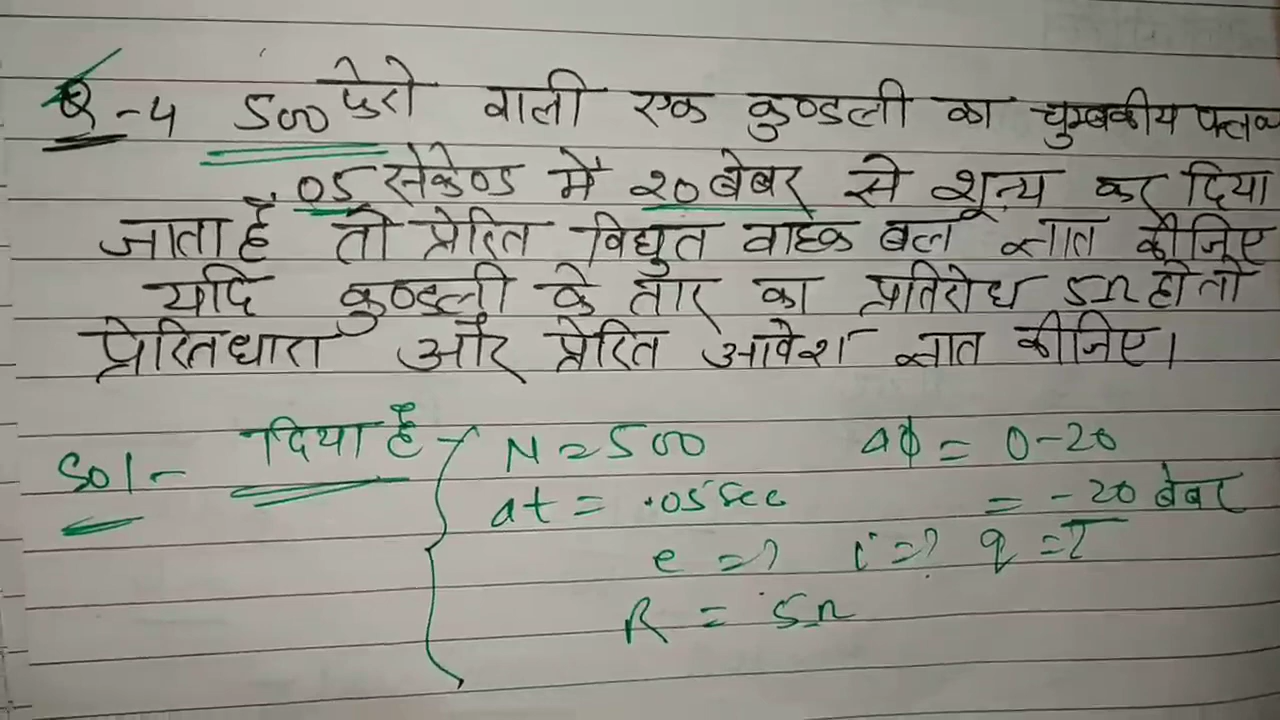 Q-4 500 फेरो वाली एक कुण्डली का चुम्बकीय फ्लक्स
.05 सेकेण्ड में 20 बेबर से शून्य कर दिया
जाता है तो प्रेरित विद्युत वाहक बल ज्ञात कीजिए
यदि कुण्डली के तार का प्रतिरोध 5Ω हो तो
प्रेरित धारा और प्रेरित आवेश ज्ञात कीजिए।
Sol- दिया है N = 500 Δφ = 0-20
Δt = .05 sec = -20 बेबर
e = ? i = ? q = ?
R = 5Ω